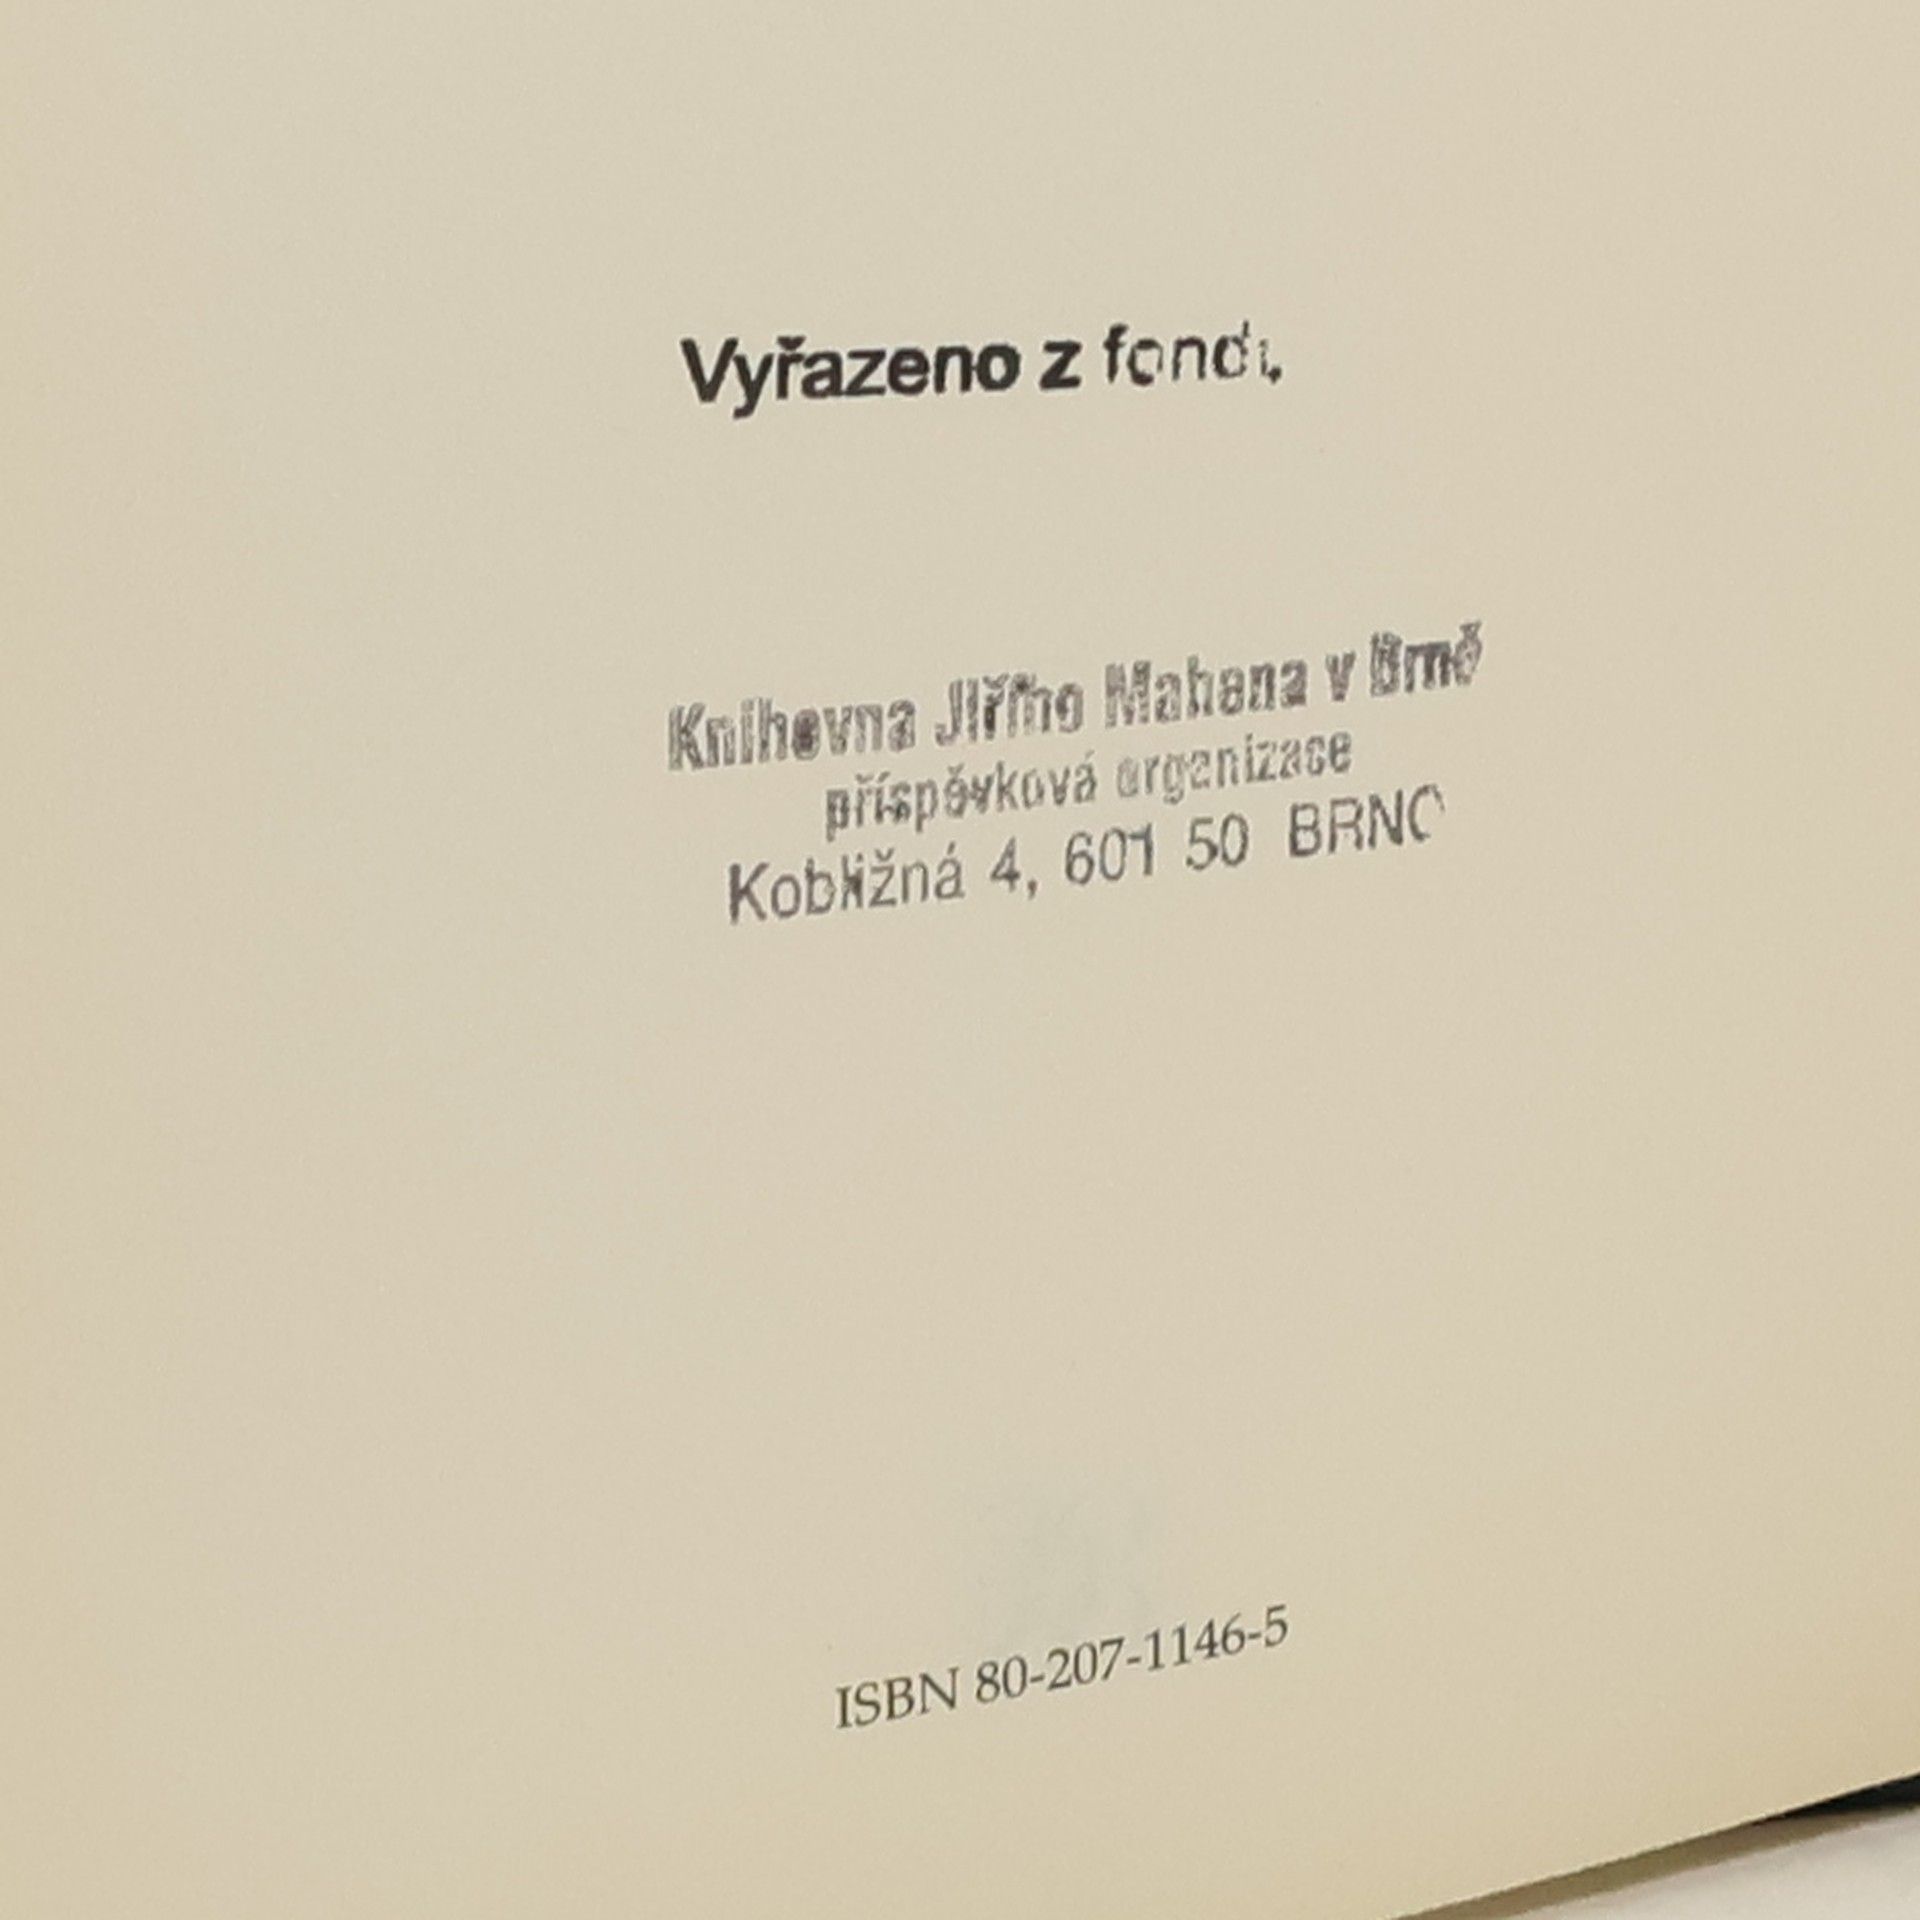 Vyřazeno z fondu
Knihovna Jiřího Mahena v Brně
příspěvková organizace
Kobližná 4, 601 50 BRNO
ISBN 80-207-1146-5